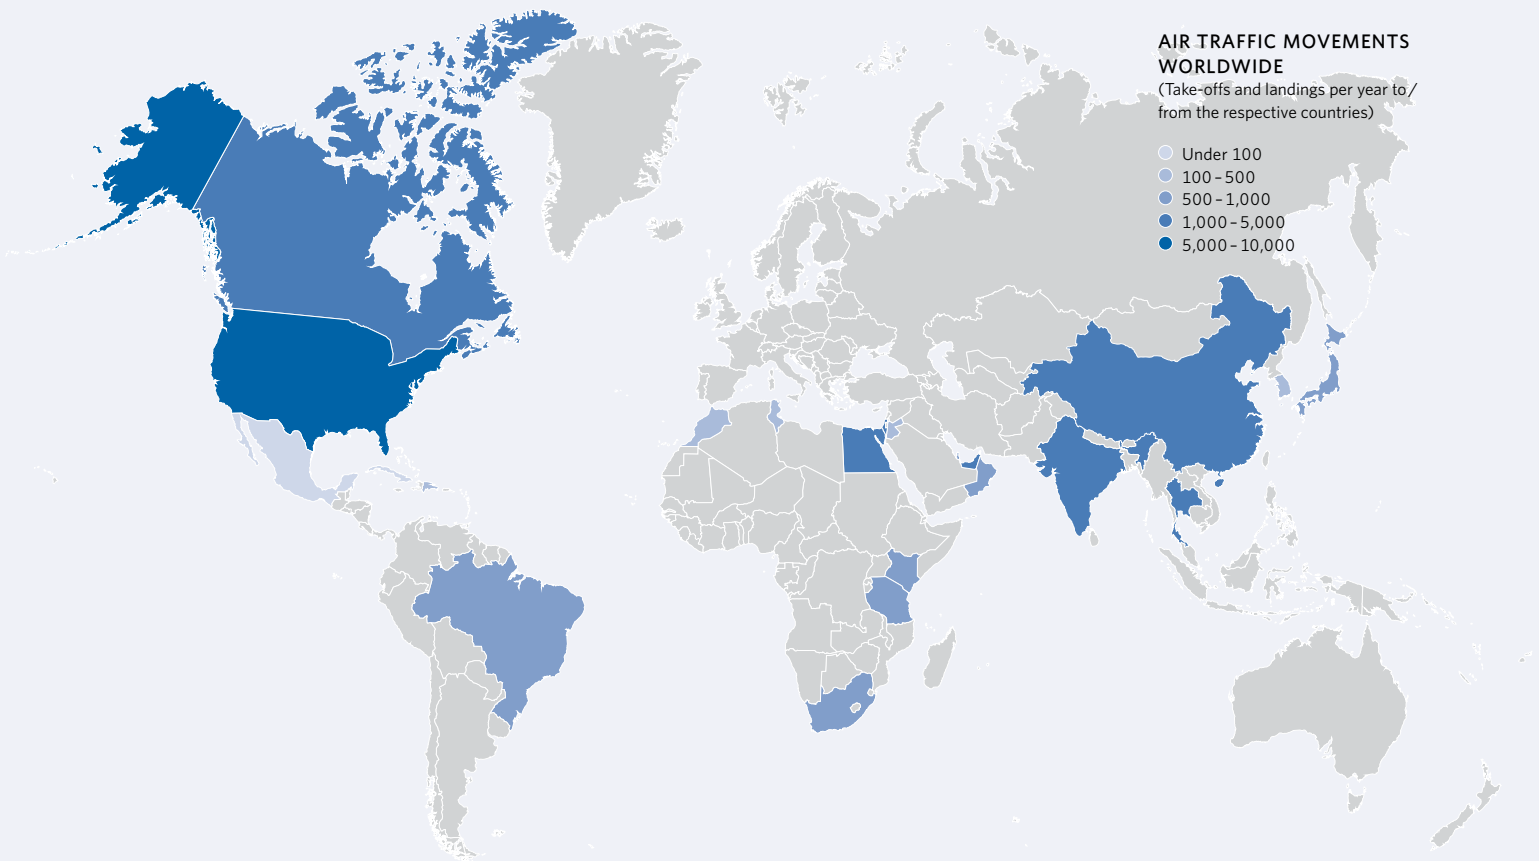 AIR TRAFFIC MOVEMENTS
WORLDWIDE
(Take-offs and landings per year to/
from the respective countries)
Under 100
100–500
500–1,000
1,000–5,000
5,000–10,000